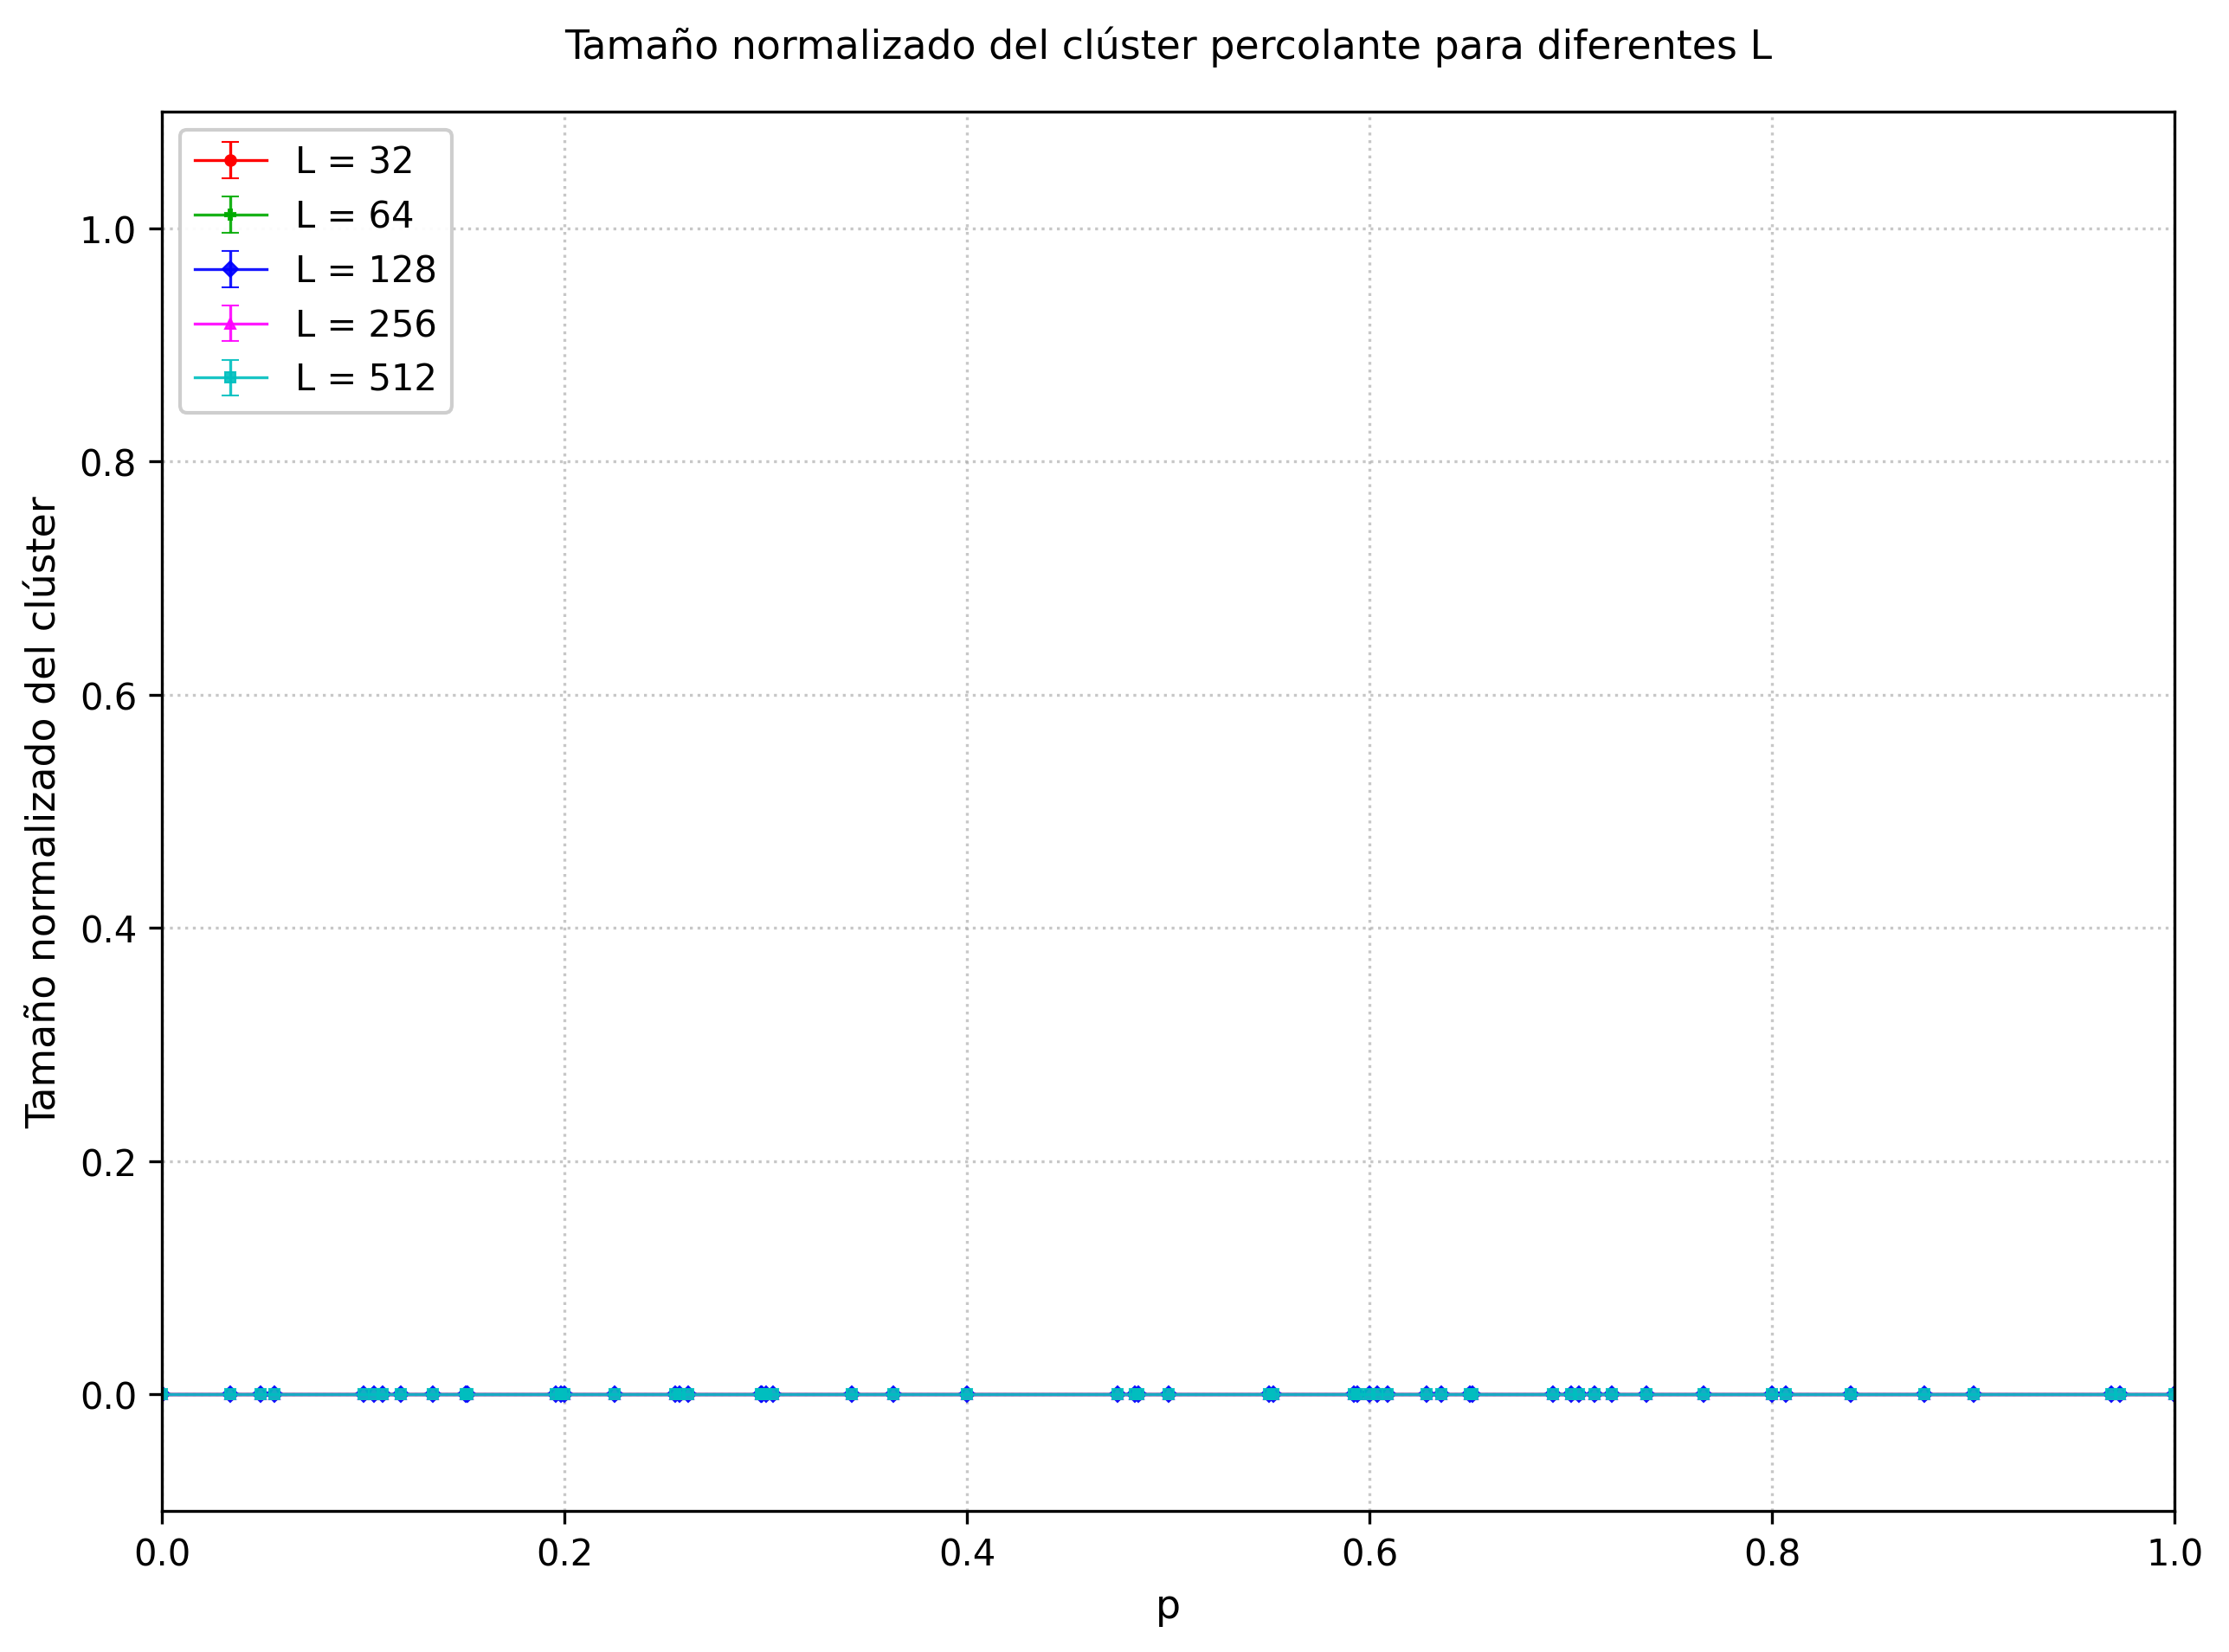 Tamaño normalizado del clúster percolante para diferentes L
L = 32
L = 64
L = 128
L = 256
L = 512
Tamaño normalizado del clúster
1.0
0.8
0.6
0.4
0.2
0.0
0.0 0.2 0.4 0.6 0.8 1.0
p